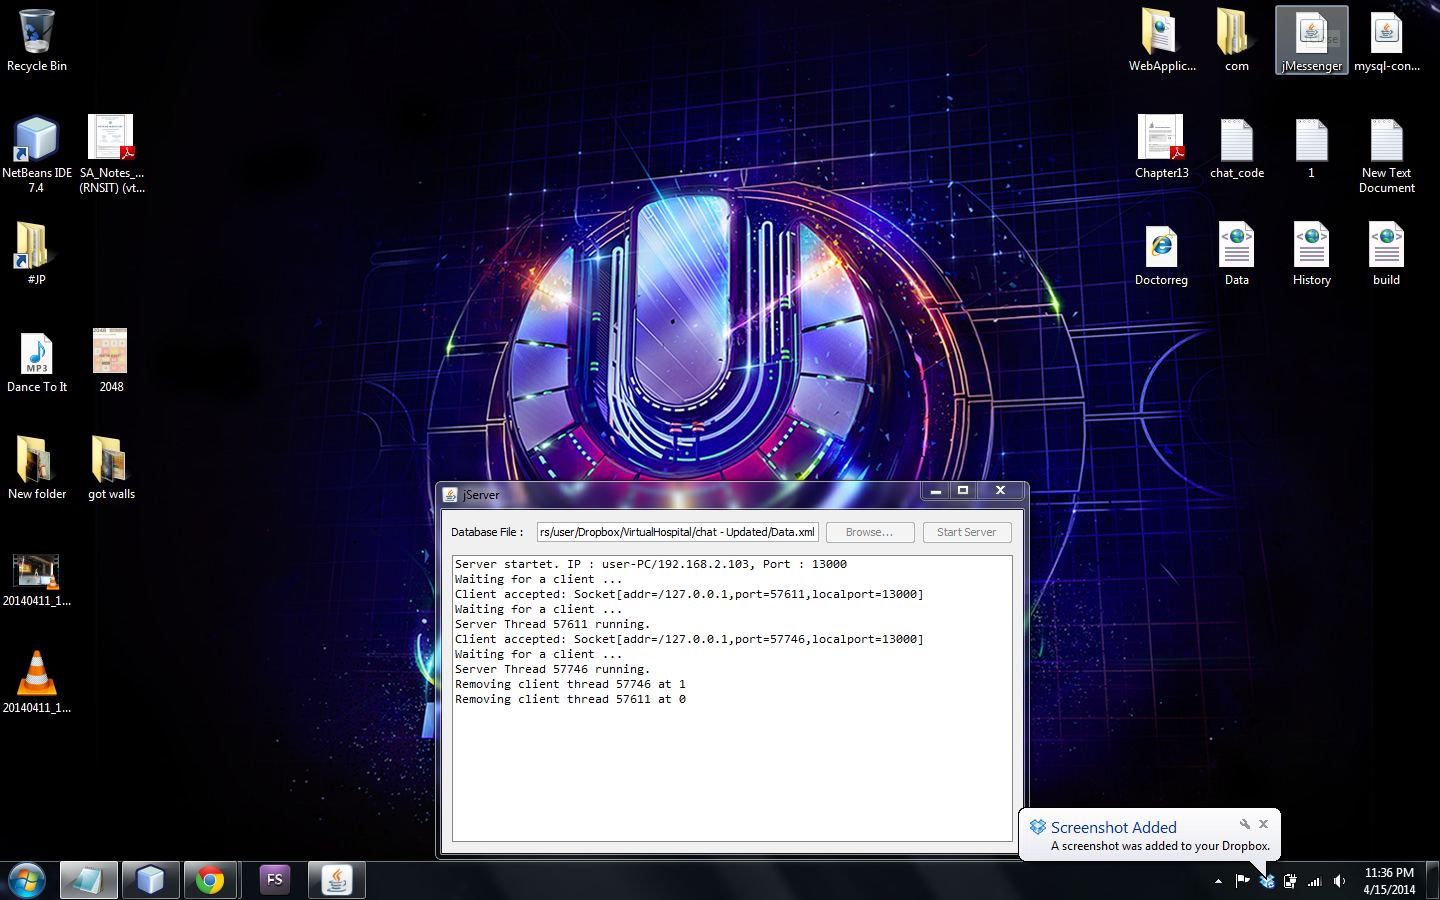 Recycle Bin
WebApplic...
com
jMessenger
mysql-con...
NetBeans IDE
7.4
SA_Notes_...
(RNSIT) (vt...
Chapter13
chat_code
1
New Text
Document
#JP
Doctorreg
Data
History
build
MP3
Dance To It
2048
New folder
got walls
20140411_1...
20140411_1...
jServer
Database File :
rs/user/Dropbox/VirtualHospital/chat - Updated/Data.xml
Browse...
Start Server
Server startet. IP : user-PC/192.168.2.103, Port : 13000
Waiting for a client ...
Client accepted: Socket[addr=/127.0.0.1,port=57611,localport=13000]
Waiting for a client ...
Server Thread 57611 running.
Client accepted: Socket[addr=/127.0.0.1,port=57746,localport=13000]
Waiting for a client ...
Server Thread 57746 running.
Removing client thread 57746 at 1
Removing client thread 57611 at 0
Screenshot Added
A screenshot was added to your Dropbox.
FS
11:36 PM
4/15/2014